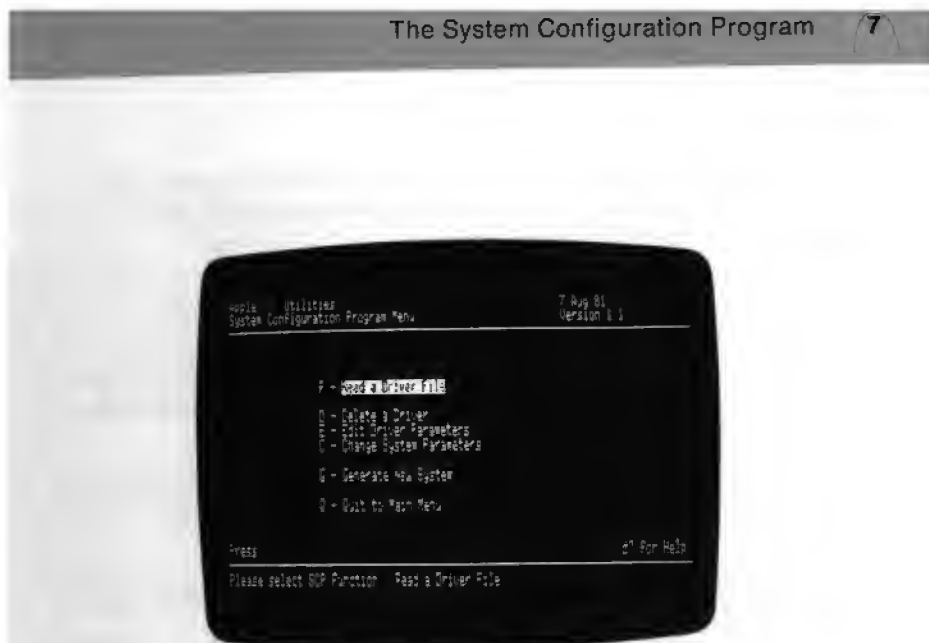 The System Configuration Program 7
Apple Utilities 7 Aug 81
System Configuration Program Menu Version
R - Read a Driver File
D - Delete a Driver
E - Edit Driver Parameters
C - Change System Parameters
G - Generate New System
Q - Quit to Main Menu
Press For Help
Please select SCP Function Read a Driver File